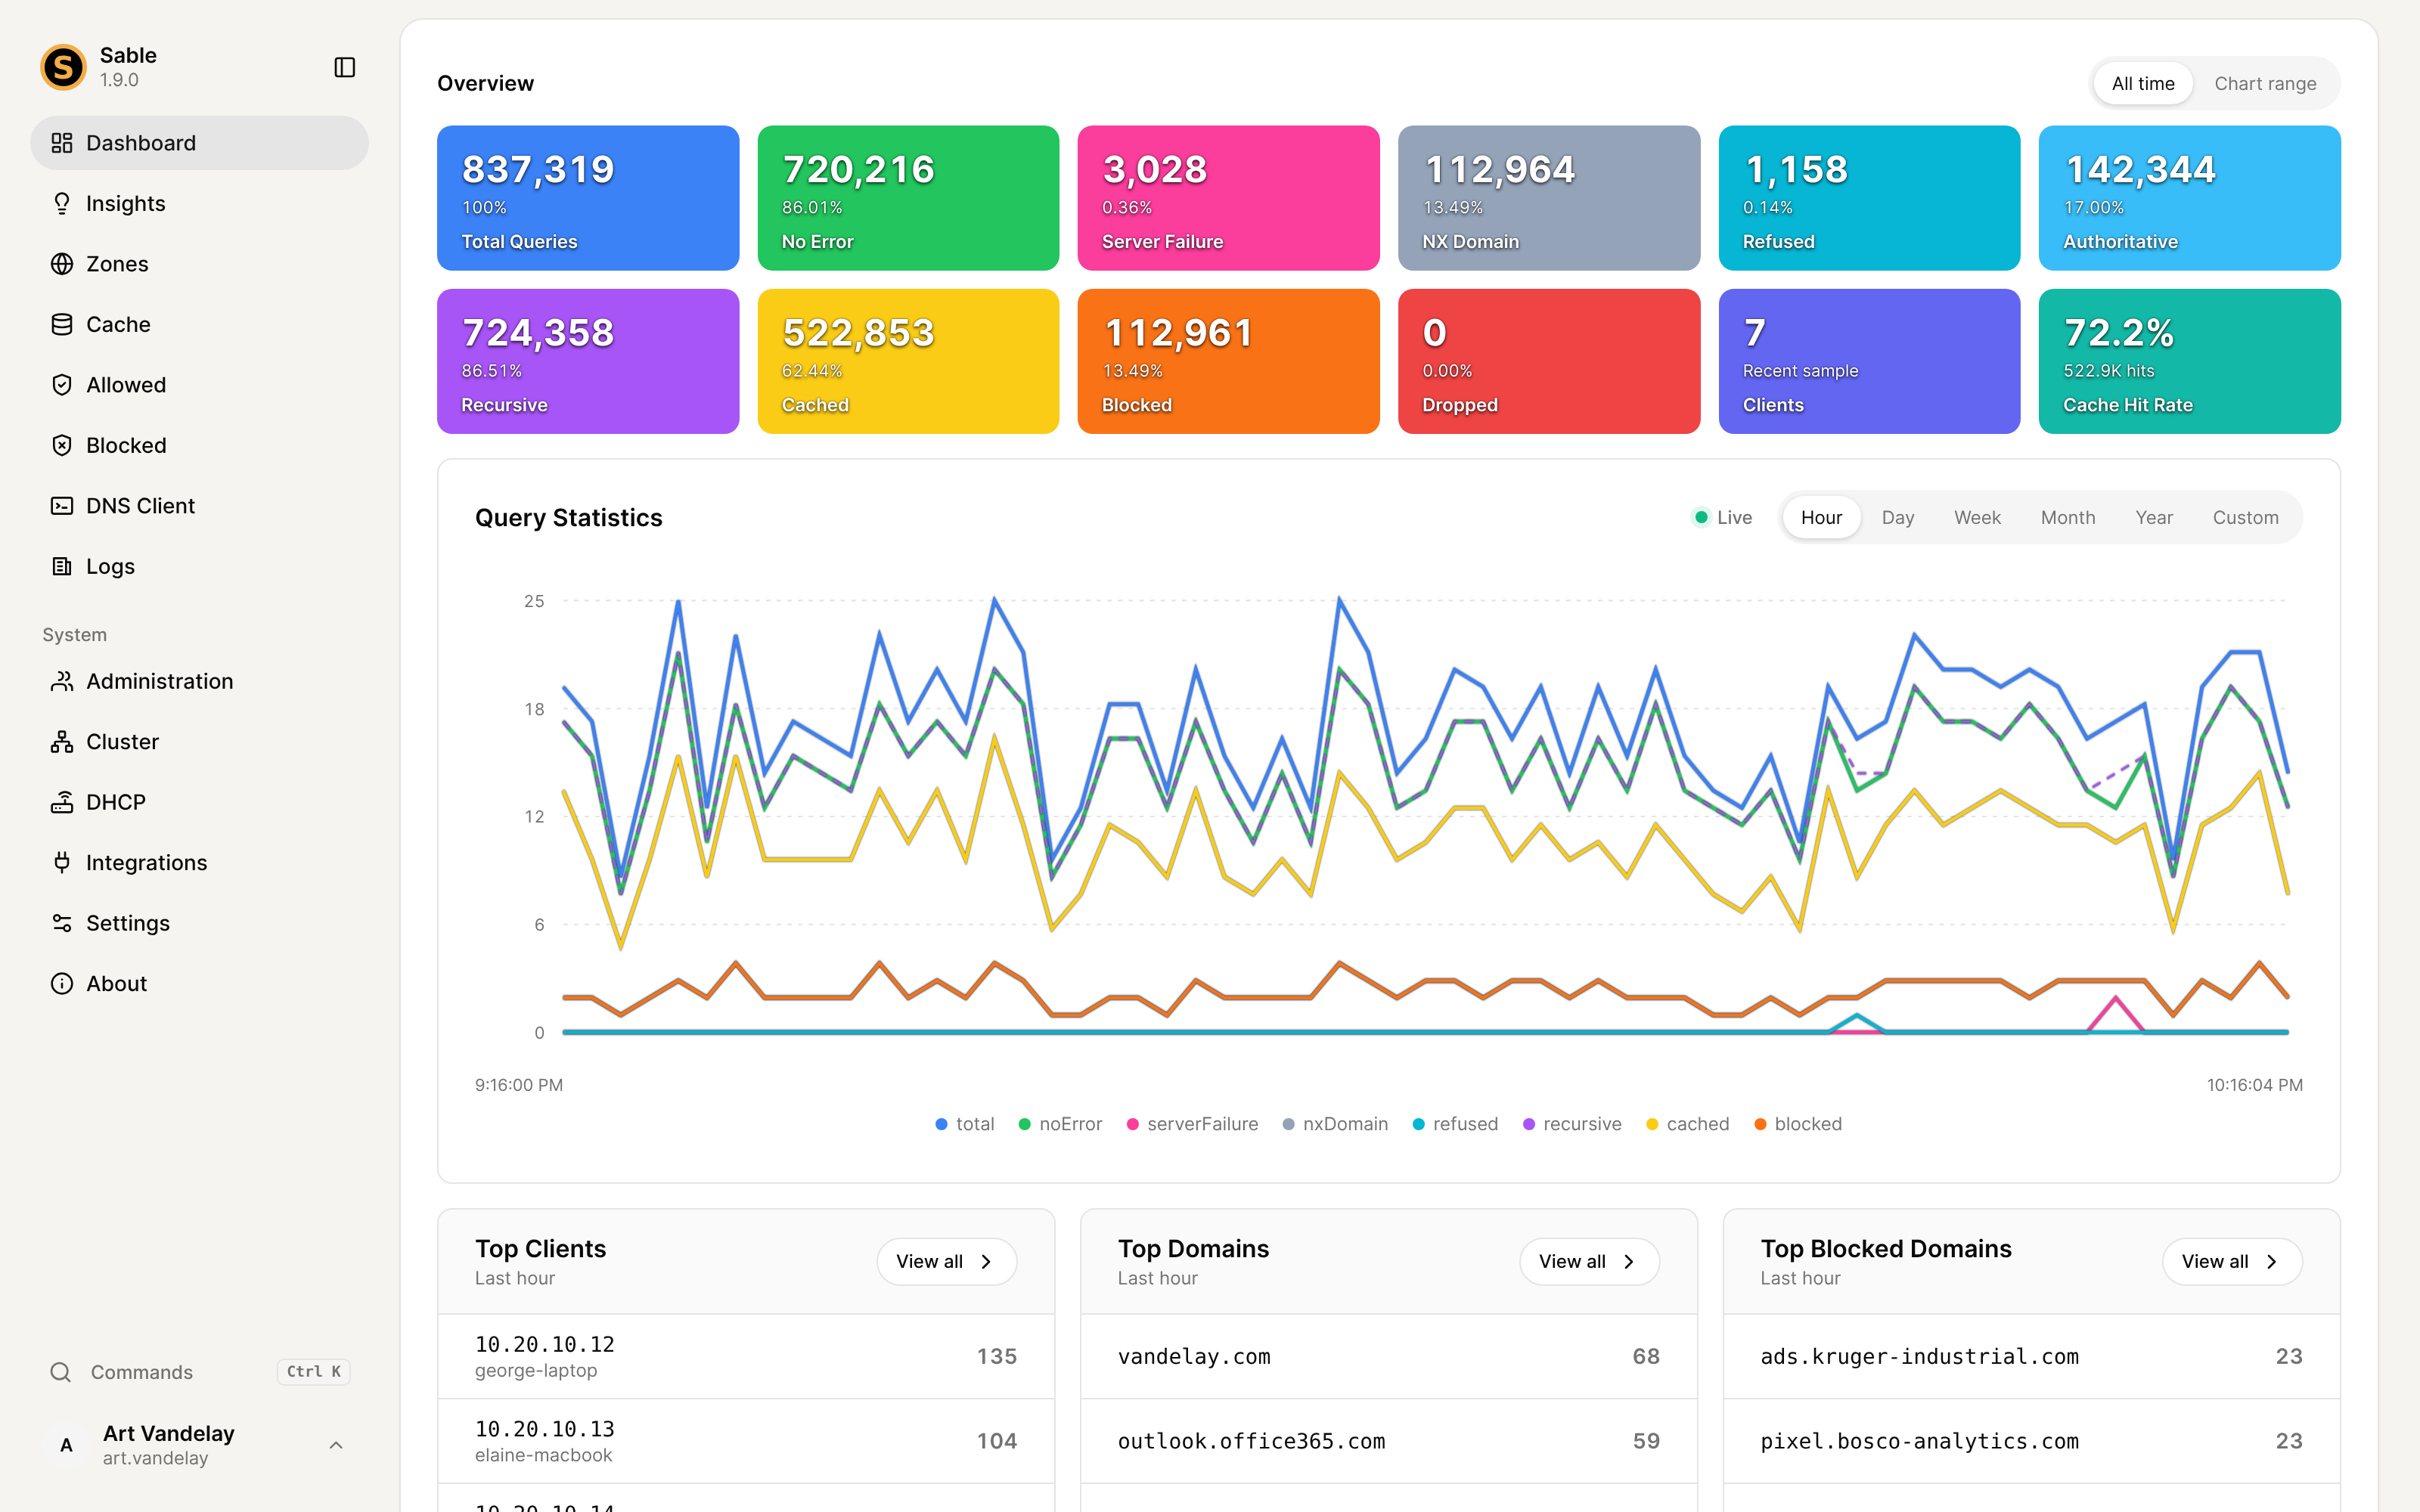 S
Sable
1.9.0
Dashboard
Insights
Zones
Cache
Allowed
Blocked
DNS Client
Logs
System
Administration
Cluster
DHCP
Integrations
Settings
About
Commands
Ctrl K
A
Art Vandelay
art.vandelay
Overview
All time
Chart range
837,319
100%
Total Queries
720,216
86.01%
No Error
3,028
0.36%
Server Failure
112,964
13.49%
NX Domain
1,158
0.14%
Refused
142,344
17.00%
Authoritative
724,358
86.51%
Recursive
522,853
62.44%
Cached
112,961
13.49%
Blocked
0
0.00%
Dropped
7
Recent sample
Clients
72.2%
522.9K hits
Cache Hit Rate
Query Statistics
Live
Hour
Day
Week
Month
Year
Custom
25
18
12
6
0
9:16:00 PM
10:16:04 PM
total
noError
serverFailure
nxDomain
refused
recursive
cached
blocked
Top Clients
Last hour
View all
10.20.10.12
george-laptop
135
10.20.10.13
elaine-macbook
104
10.20.10.14
Top Domains
Last hour
View all
vandelay.com
68
outlook.office365.com
59
Top Blocked Domains
Last hour
View all
ads.kruger-industrial.com
23
pixel.bosco-analytics.com
23